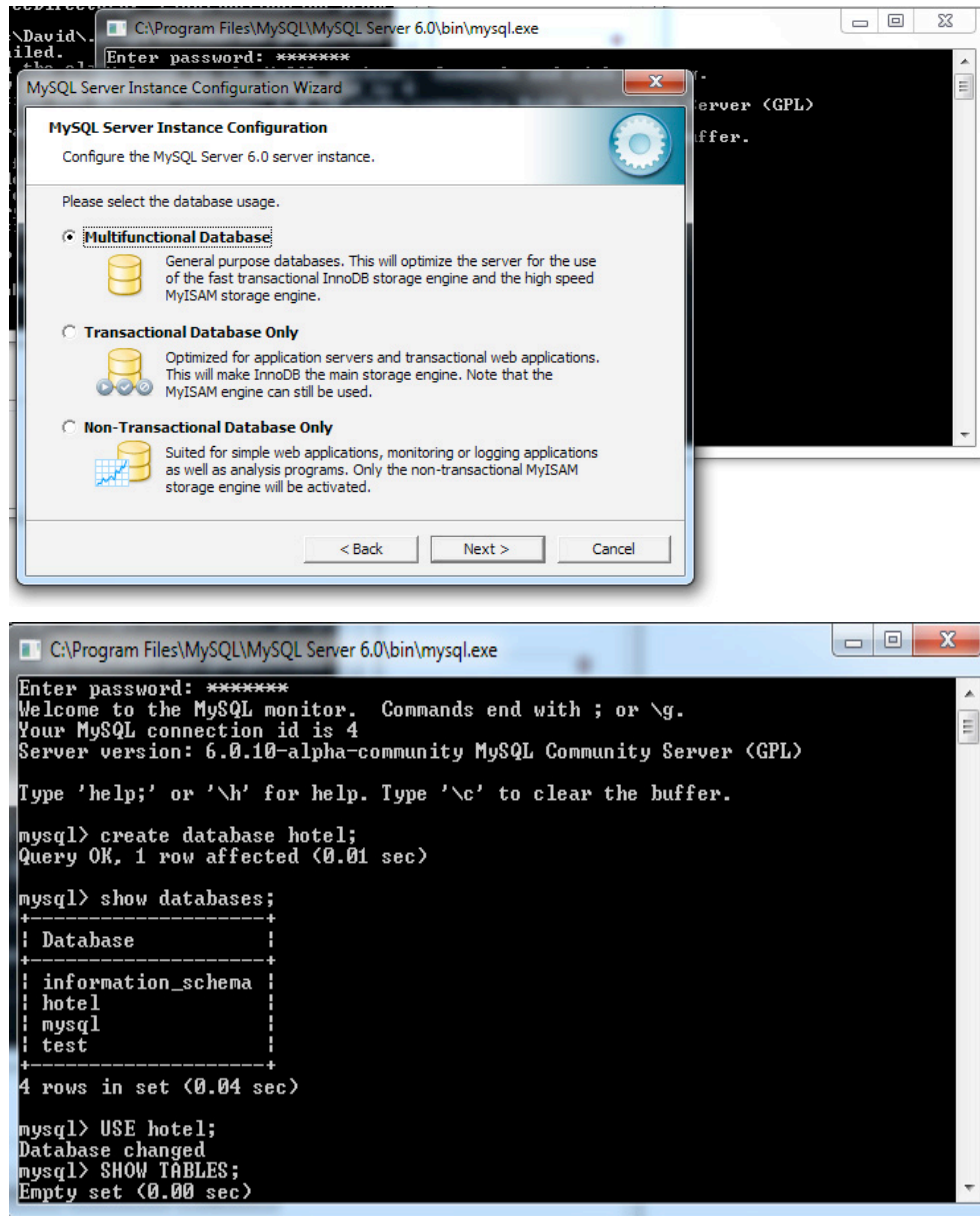 C:\Program Files\MySQL\MySQL Server 6.0\bin\mysql.exe
\David\.
iled.
Enter password: *******
MySQL Server Instance Configuration Wizard
erver (GPL)
ffer.
MySQL Server Instance Configuration
Configure the MySQL Server 6.0 server instance.
Please select the database usage.
Multifunctional Database
General purpose databases. This will optimize the server for the use
of the fast transactional InnoDB storage engine and the high speed
MyISAM storage engine.
Transactional Database Only
Optimized for application servers and transactional web applications.
This will make InnoDB the main storage engine. Note that the
MyISAM engine can still be used.
Non-Transactional Database Only
Suited for simple web applications, monitoring or logging applications
as well as analysis programs. Only the non-transactional MyISAM
storage engine will be activated.
< Back Next > Cancel
C:\Program Files\MySQL\MySQL Server 6.0\bin\mysql.exe
Enter password: *******
Welcome to the MySQL monitor.  Commands end with ; or \g.
Your MySQL connection id is 4
Server version: 6.0.10-alpha-community MySQL Community Server (GPL)
Type 'help;' or '\h' for help. Type '\c' to clear the buffer.
mysql> create database hotel;
Query OK, 1 row affected (0.01 sec)
mysql> show databases;
+--------------------+
| Database           |
+--------------------+
| information_schema |
| hotel              |
| mysql              |
| test               |
+--------------------+
4 rows in set (0.04 sec)
mysql> USE hotel;
Database changed
mysql> SHOW TABLES;
Empty set (0.00 sec)